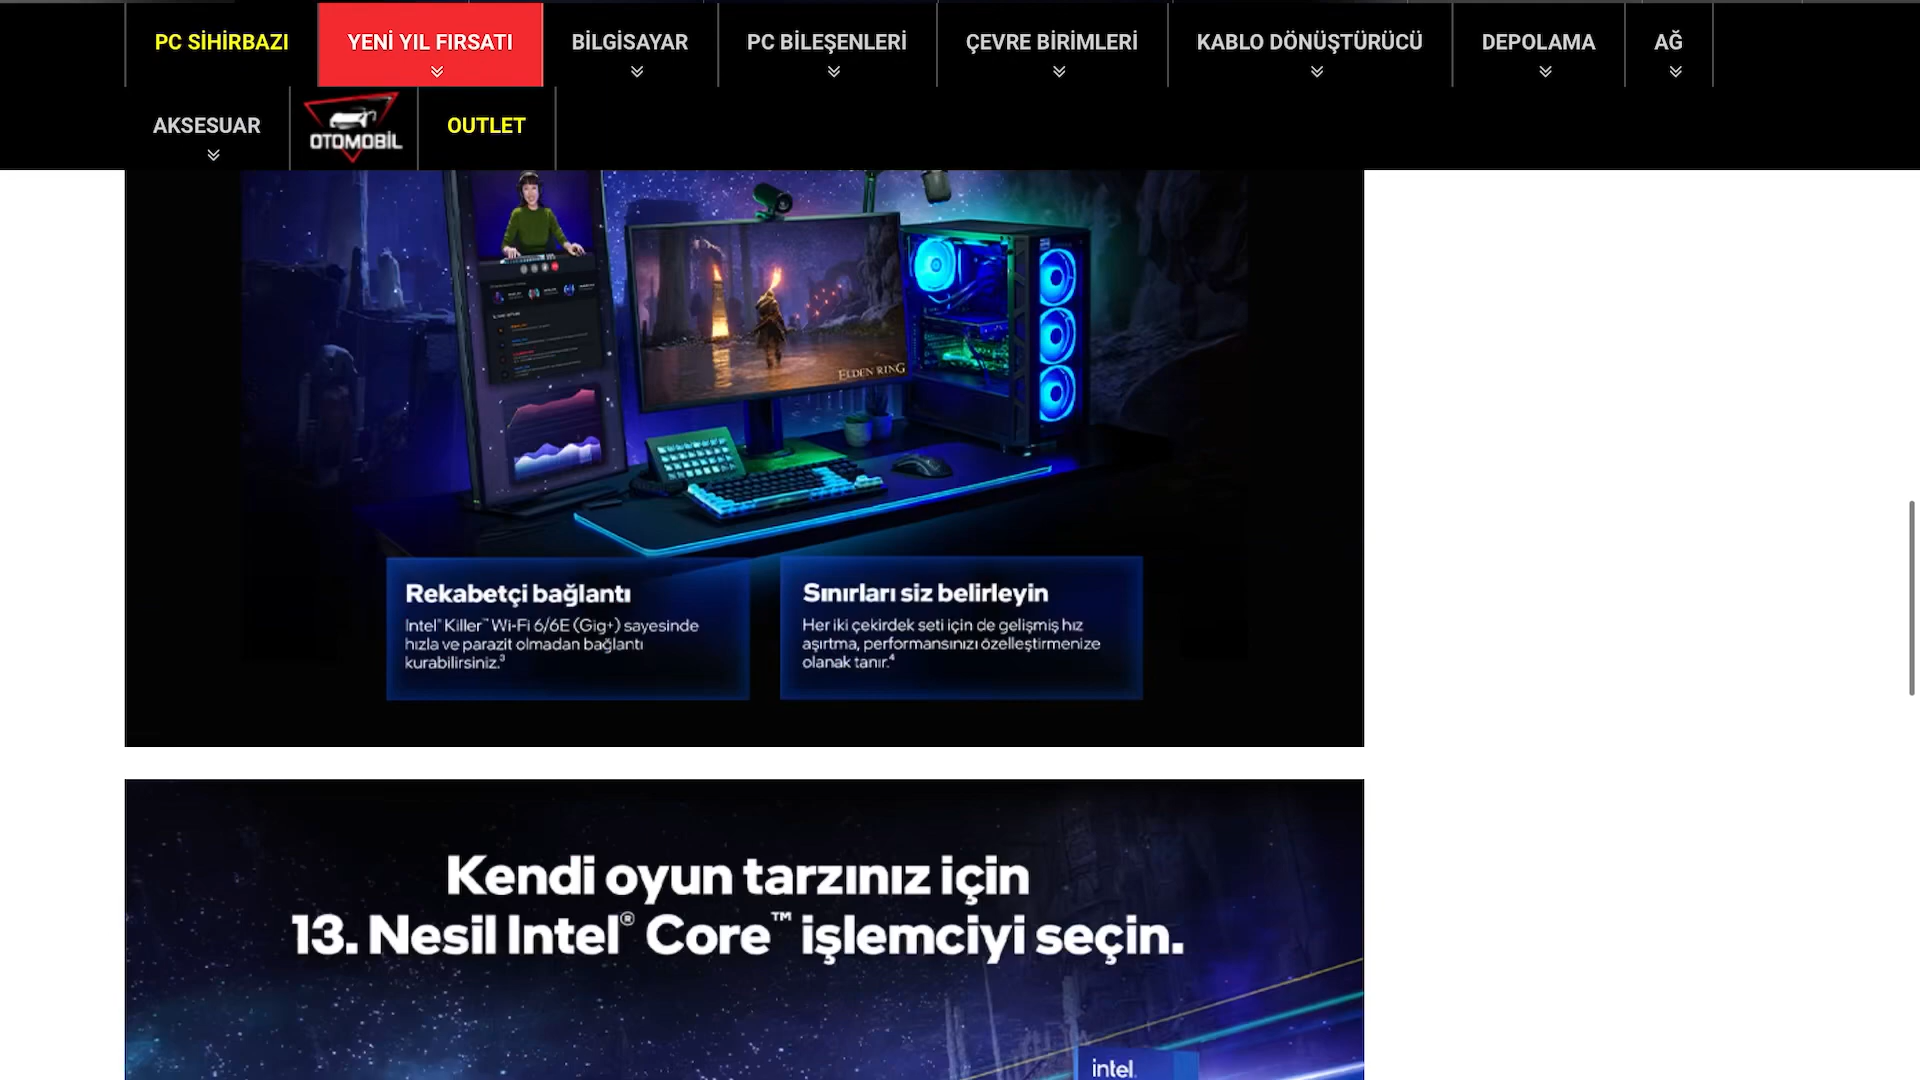 PC SİHİRBAZI
YENİ YIL FIRSATI
BİLGİSAYAR
PC BİLEŞENLERİ
ÇEVRE BİRİMLERİ
KABLO DÖNÜŞTÜRÜCÜ
DEPOLAMA
AĞ
AKSESUAR
OTOMOBİL
OUTLET
ELDEN RING
Rekabetçi bağlantı
Intel® Killer™ Wi-Fi 6/6E (Gig+) sayesinde
hızla ve parazit olmadan bağlantı
kurabilirsiniz.³
Sınırları siz belirleyin
Her iki çekirdek seti için de gelişmiş hız
aşırtma, performansınızı özelleştirmenize
olanak tanır.⁴
Kendi oyun tarzınız için
13. Nesil Intel® Core™ işlemciyi seçin.
intel.